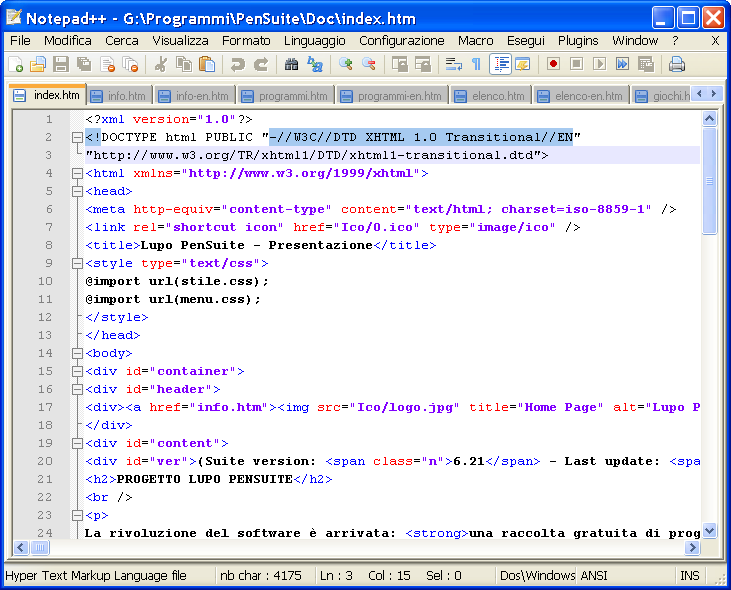 Notepad++ - G:\Programmi\PenSuite\Doc\index.htm
File Modifica Cerca Visualizza Formato Linguaggio Configurazione Macro Esegui Plugins Window ? X
index.htm info.htm info-en.htm programmi.htm programmi-en.htm elenco.htm elenco-en.htm giochi.h
1 <?xml version="1.0"?>
2 <!DOCTYPE html PUBLIC "-//W3C//DTD XHTML 1.0 Transitional//EN"
3 "http://www.w3.org/TR/xhtml1/DTD/xhtml1-transitional.dtd">
4 <html xmlns="http://www.w3.org/1999/xhtml">
5 <head>
6 <meta http-equiv="content-type" content="text/html; charset=iso-8859-1" />
7 <link rel="shortcut icon" href="Ico/0.ico" type="image/ico" />
8 <title>Lupo PenSuite - Presentazione</title>
9 <style type="text/css">
10 @import url(stile.css);
11 @import url(menu.css);
12 </style>
13 </head>
14 <body>
15 <div id="container">
16 <div id="header">
17 <div><a href="info.htm"><img src="Ico/logo.jpg" title="Home Page" alt="Lupo P
18 </div>
19 <div id="content">
20 <div id="ver">(Suite version: <span class="n">6.21</span> - Last update: <spa
21 <h2>PROGETTO LUPO PENSUITE</h2>
22 <br />
23 <p>
24 La rivoluzione del software è arrivata: <strong>una raccolta gratuita di prog
Hyper Text Markup Language file nb char : 4175 Ln : 3 Col : 15 Sel : 0 Dos\Windows ANSI INS